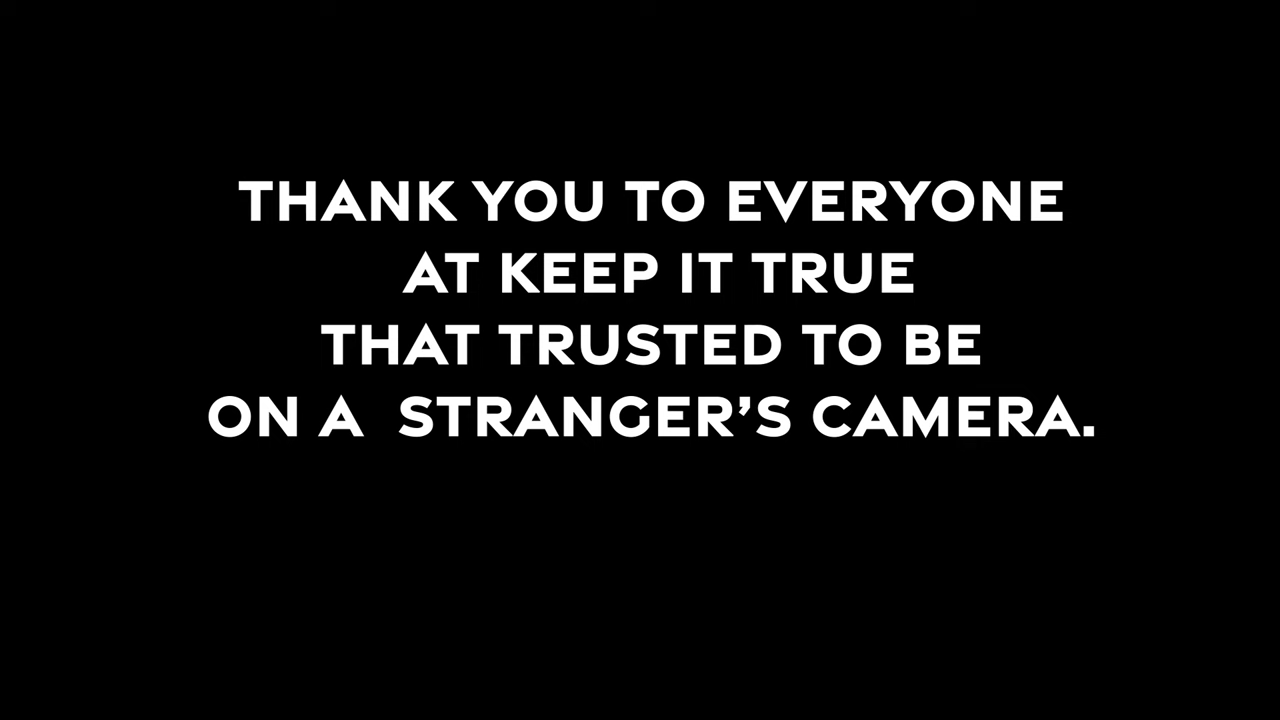 THANK YOU TO EVERYONE
AT KEEP IT TRUE
THAT TRUSTED TO BE
ON A  STRANGER’S CAMERA.